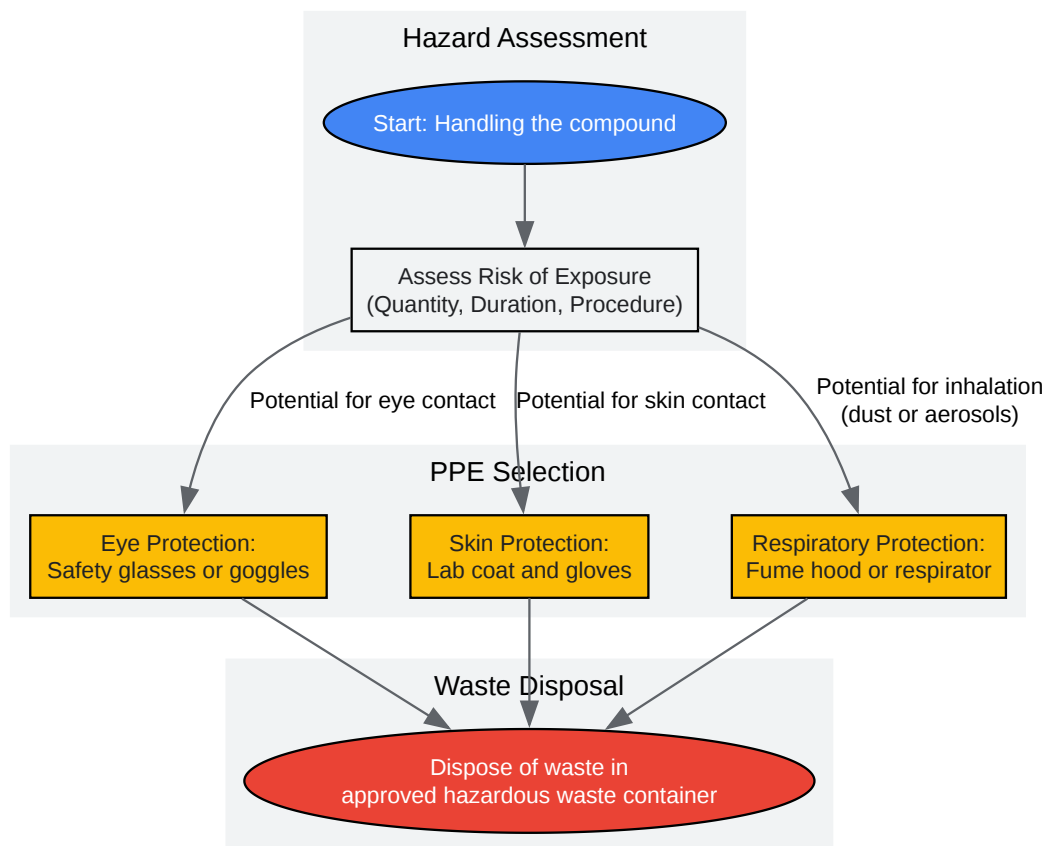 Hazard Assessment
Start: Handling the compound
Assess Risk of Exposure
(Quantity, Duration, Procedure)
Potential for eye contact
Potential for skin contact
Potential for inhalation
(dust or aerosols)
PPE Selection
Eye Protection:
Safety glasses or goggles
Skin Protection:
Lab coat and gloves
Respiratory Protection:
Fume hood or respirator
Waste Disposal
Dispose of waste in
approved hazardous waste container